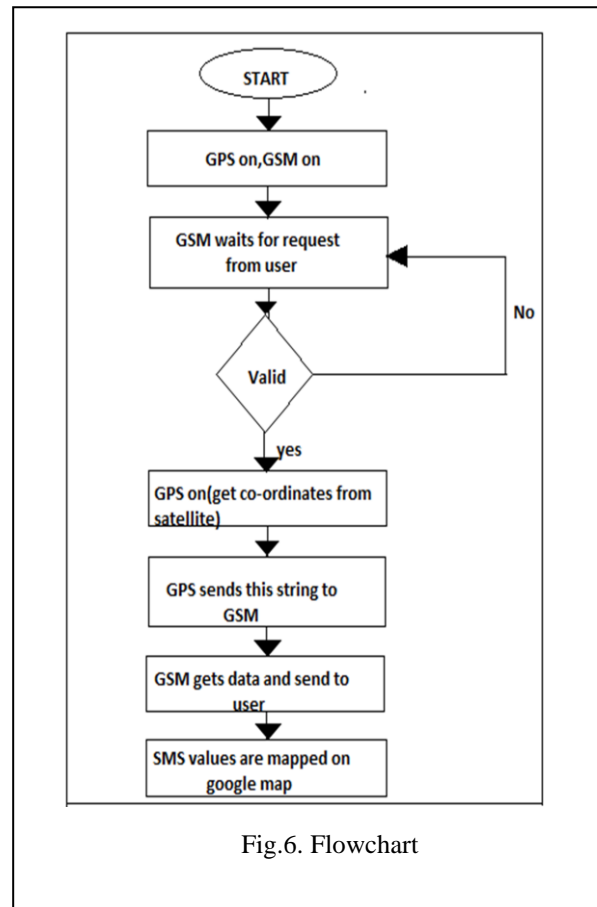 START
GPS on,GSM on
GSM waits for request
from user
No
Valid
yes
GPS on(get co-ordinates from
satellite)
GPS sends this string to
GSM
GSM gets data and send to
user
SMS values are mapped on
google map
Fig.6. Flowchart